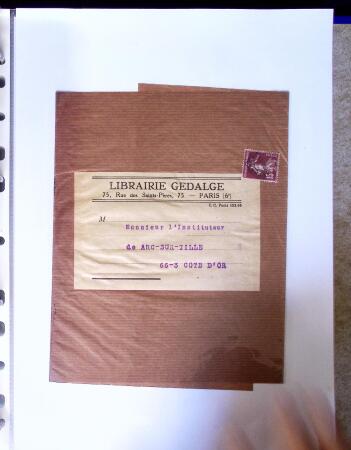 LIBRAIRIE GEDALGE
75, Rue des Saints-Pères, 75 — PARIS (6e)
M
Monsieur l'Instituteur
de ARC-SUR-TILLE
66-3 COTE D'OR